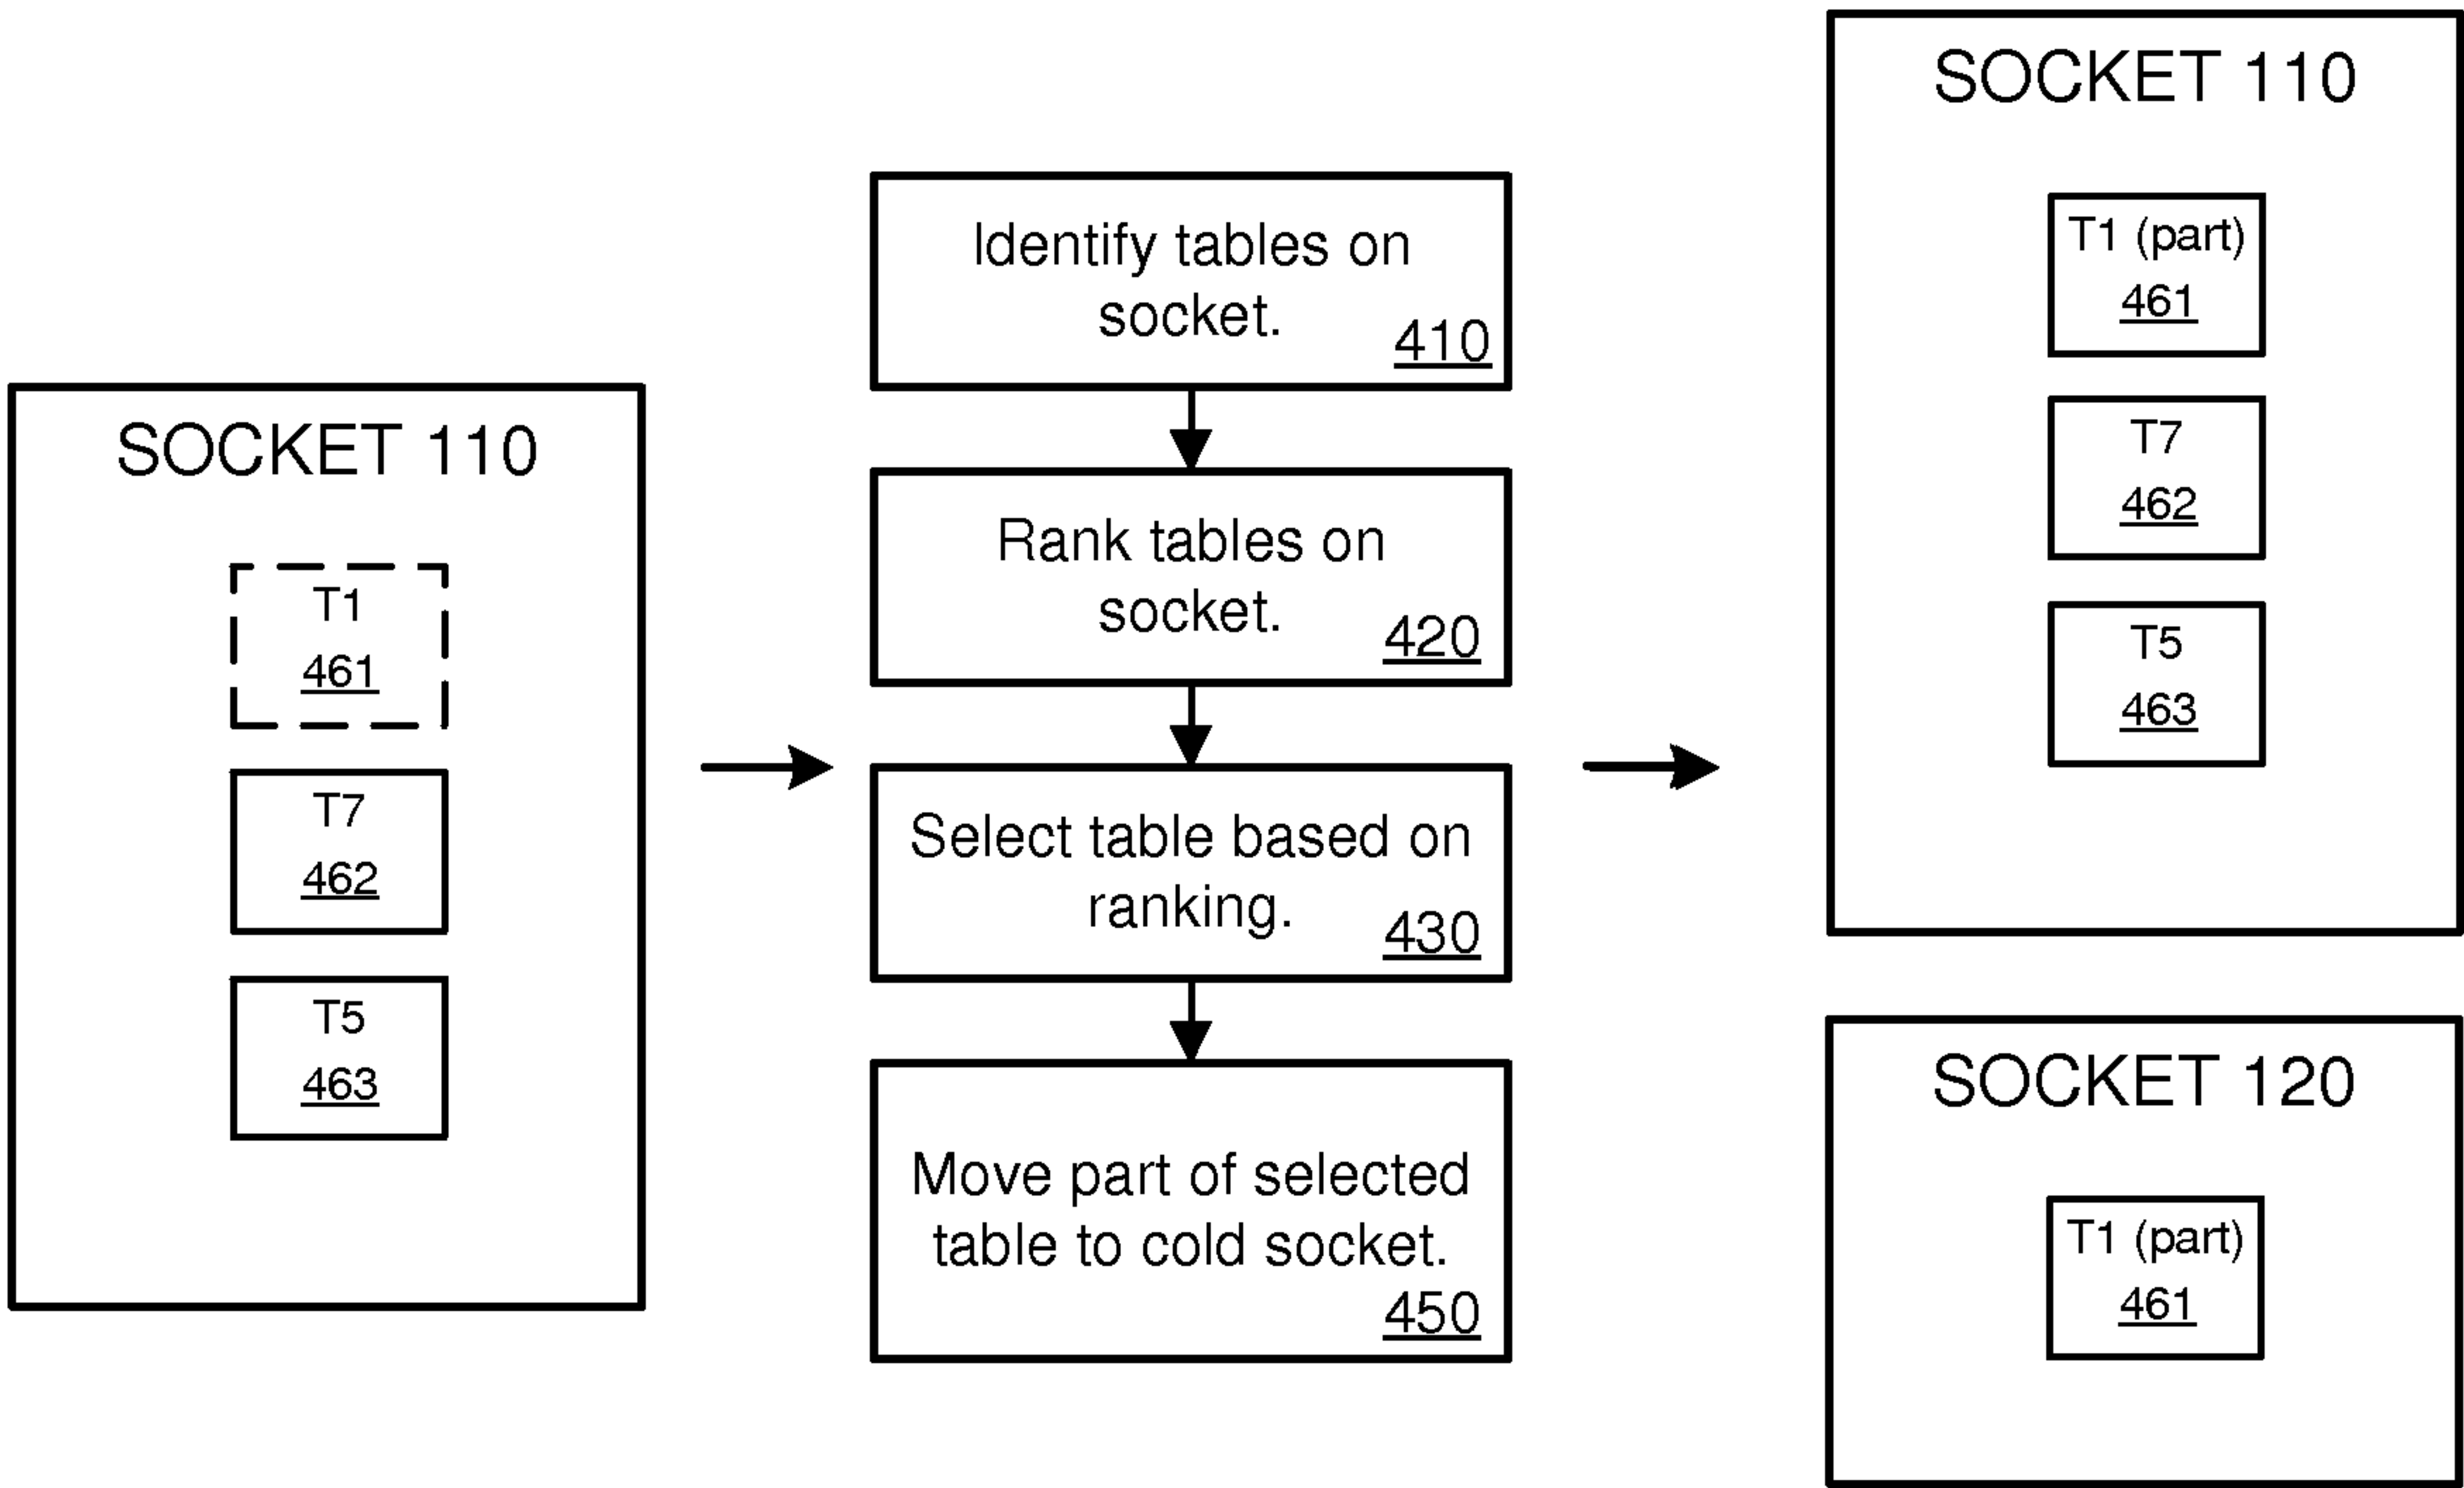 SOCKET 110
T1
461
T7
462
T5
463
Identify tables on
socket.
410
Rank tables on
socket.
420
Select table based on
ranking.
430
Move part of selected
table to cold socket.
450
SOCKET 110
T1 (part)
461
T7
462
T5
463
SOCKET 120
T1 (part)
461